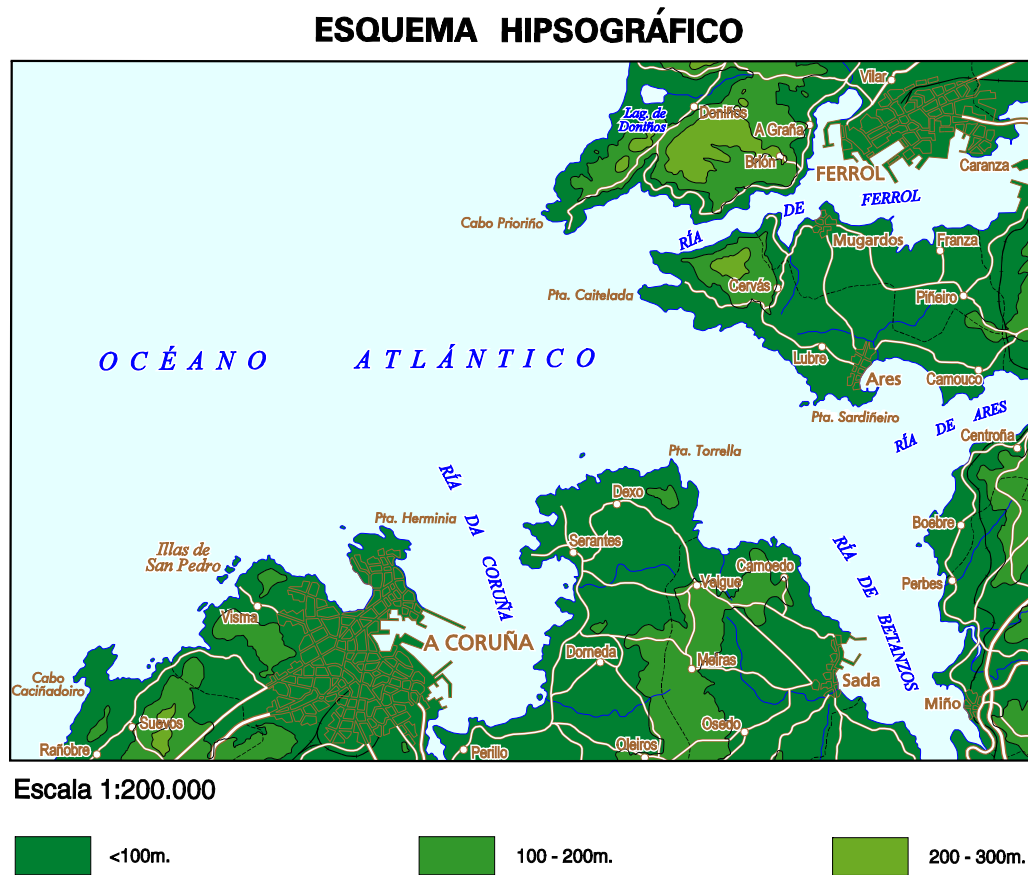 ESQUEMA HIPSOGRÁFICO
Vilar
Lag. de
Doniños
Doniños
A Graña
Brión
FERROL
Caranza
Cabo Prioriño
RÍA DE FERROL
Mugardos
Franza
Cervás
Pta. Caitelada
Piñeiro
OCÉANO ATLÁNTICO
Lubre
Ares
Camouco
Pta. Sardiñeiro
RÍA DE ARES
Centroña
Pta. Torrella
RÍA DA CORUÑA
Dexo
Pta. Herminia
Boebre
Serantes
Illas de
San Pedro
RÍA DE BETANZOS
Camoedo
Veigue
Perbes
Visma
A CORUÑA
Dorneda
Meiras
Cabo
Caciñadoiro
Sada
Miño
Suevos
Osedo
Rañobre
Perillo
Oleiros
Escala 1:200.000
<100m.
100 - 200m.
200 - 300m.